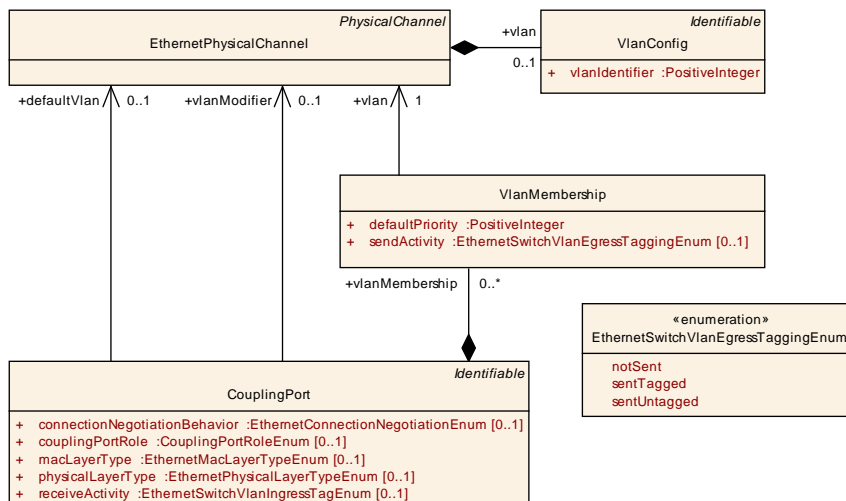 PhysicalChannel
EthernetPhysicalChannel
+vlan
0..1
Identifiable
VlanConfig
+ vlanIdentifier :PositiveInteger
+defaultVlan 0..1
+vlanModifier 0..1
+vlan 1
VlanMembership
+ defaultPriority :PositiveInteger
+ sendActivity :EthernetSwitchVlanEgressTaggingEnum [0..1]
+vlanMembership 0..*
«enumeration»
EthernetSwitchVlanEgressTaggingEnum
notSent
sentTagged
sentUntagged
Identifiable
CouplingPort
+ connectionNegotiationBehavior :EthernetConnectionNegotiationEnum [0..1]
+ couplingPortRole :CouplingPortRoleEnum [0..1]
+ macLayerType :EthernetMacLayerTypeEnum [0..1]
+ physicalLayerType :EthernetPhysicalLayerTypeEnum [0..1]
+ receiveActivity :EthernetSwitchVlanIngressTagEnum [0..1]